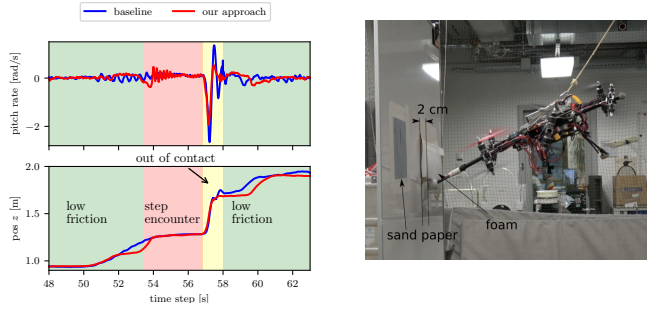 baseline
our approach
pitch rate [rad/s]
0
−2
out of contact
pos z [m]
2.0
1.5
1.0
low
friction
step
encounter
low
friction
48
50
52
54
56
58
60
62
time step [s]
2 cm
sand paper
foam